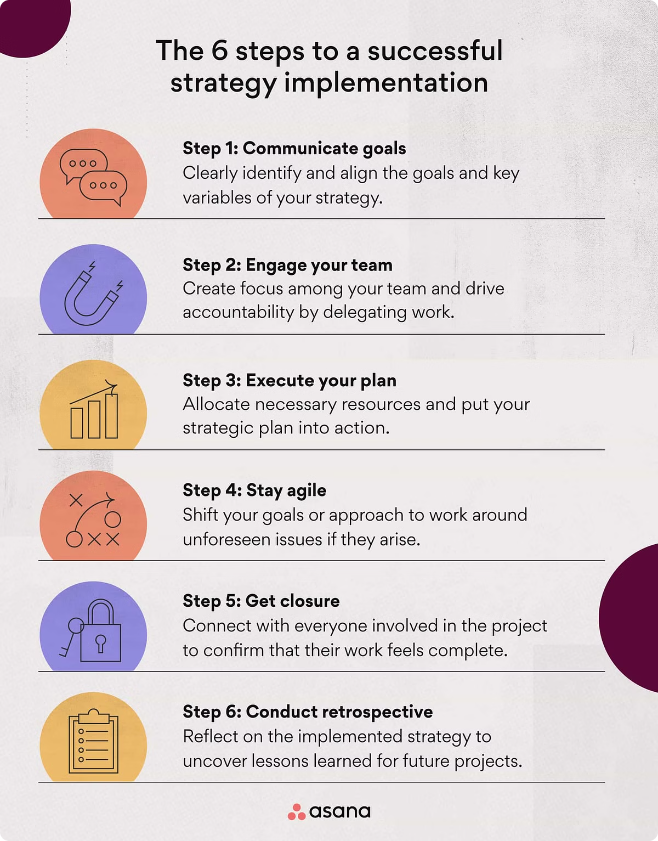 The 6 steps to a successful
strategy implementation
Step 1: Communicate goals
Clearly identify and align the goals and key
variables of your strategy.
Step 2: Engage your team
Create focus among your team and drive
accountability by delegating work.
Step 3: Execute your plan
Allocate necessary resources and put your
strategic plan into action.
Step 4: Stay agile
Shift your goals or approach to work around
unforeseen issues if they arise.
Step 5: Get closure
Connect with everyone involved in the project
to confirm that their work feels complete.
Step 6: Conduct retrospective
Reflect on the implemented strategy to
uncover lessons learned for future projects.
asana